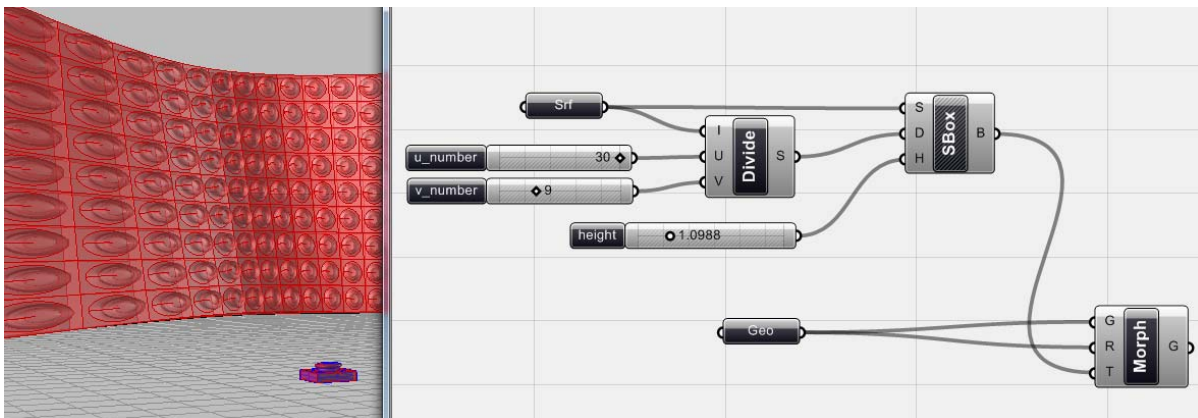 Srf
u_number 30
v_number 9
height 1.0988
I
U
V
Divide
S
S
D
H
SBox
B
Geo
G
R
T
Morph
G